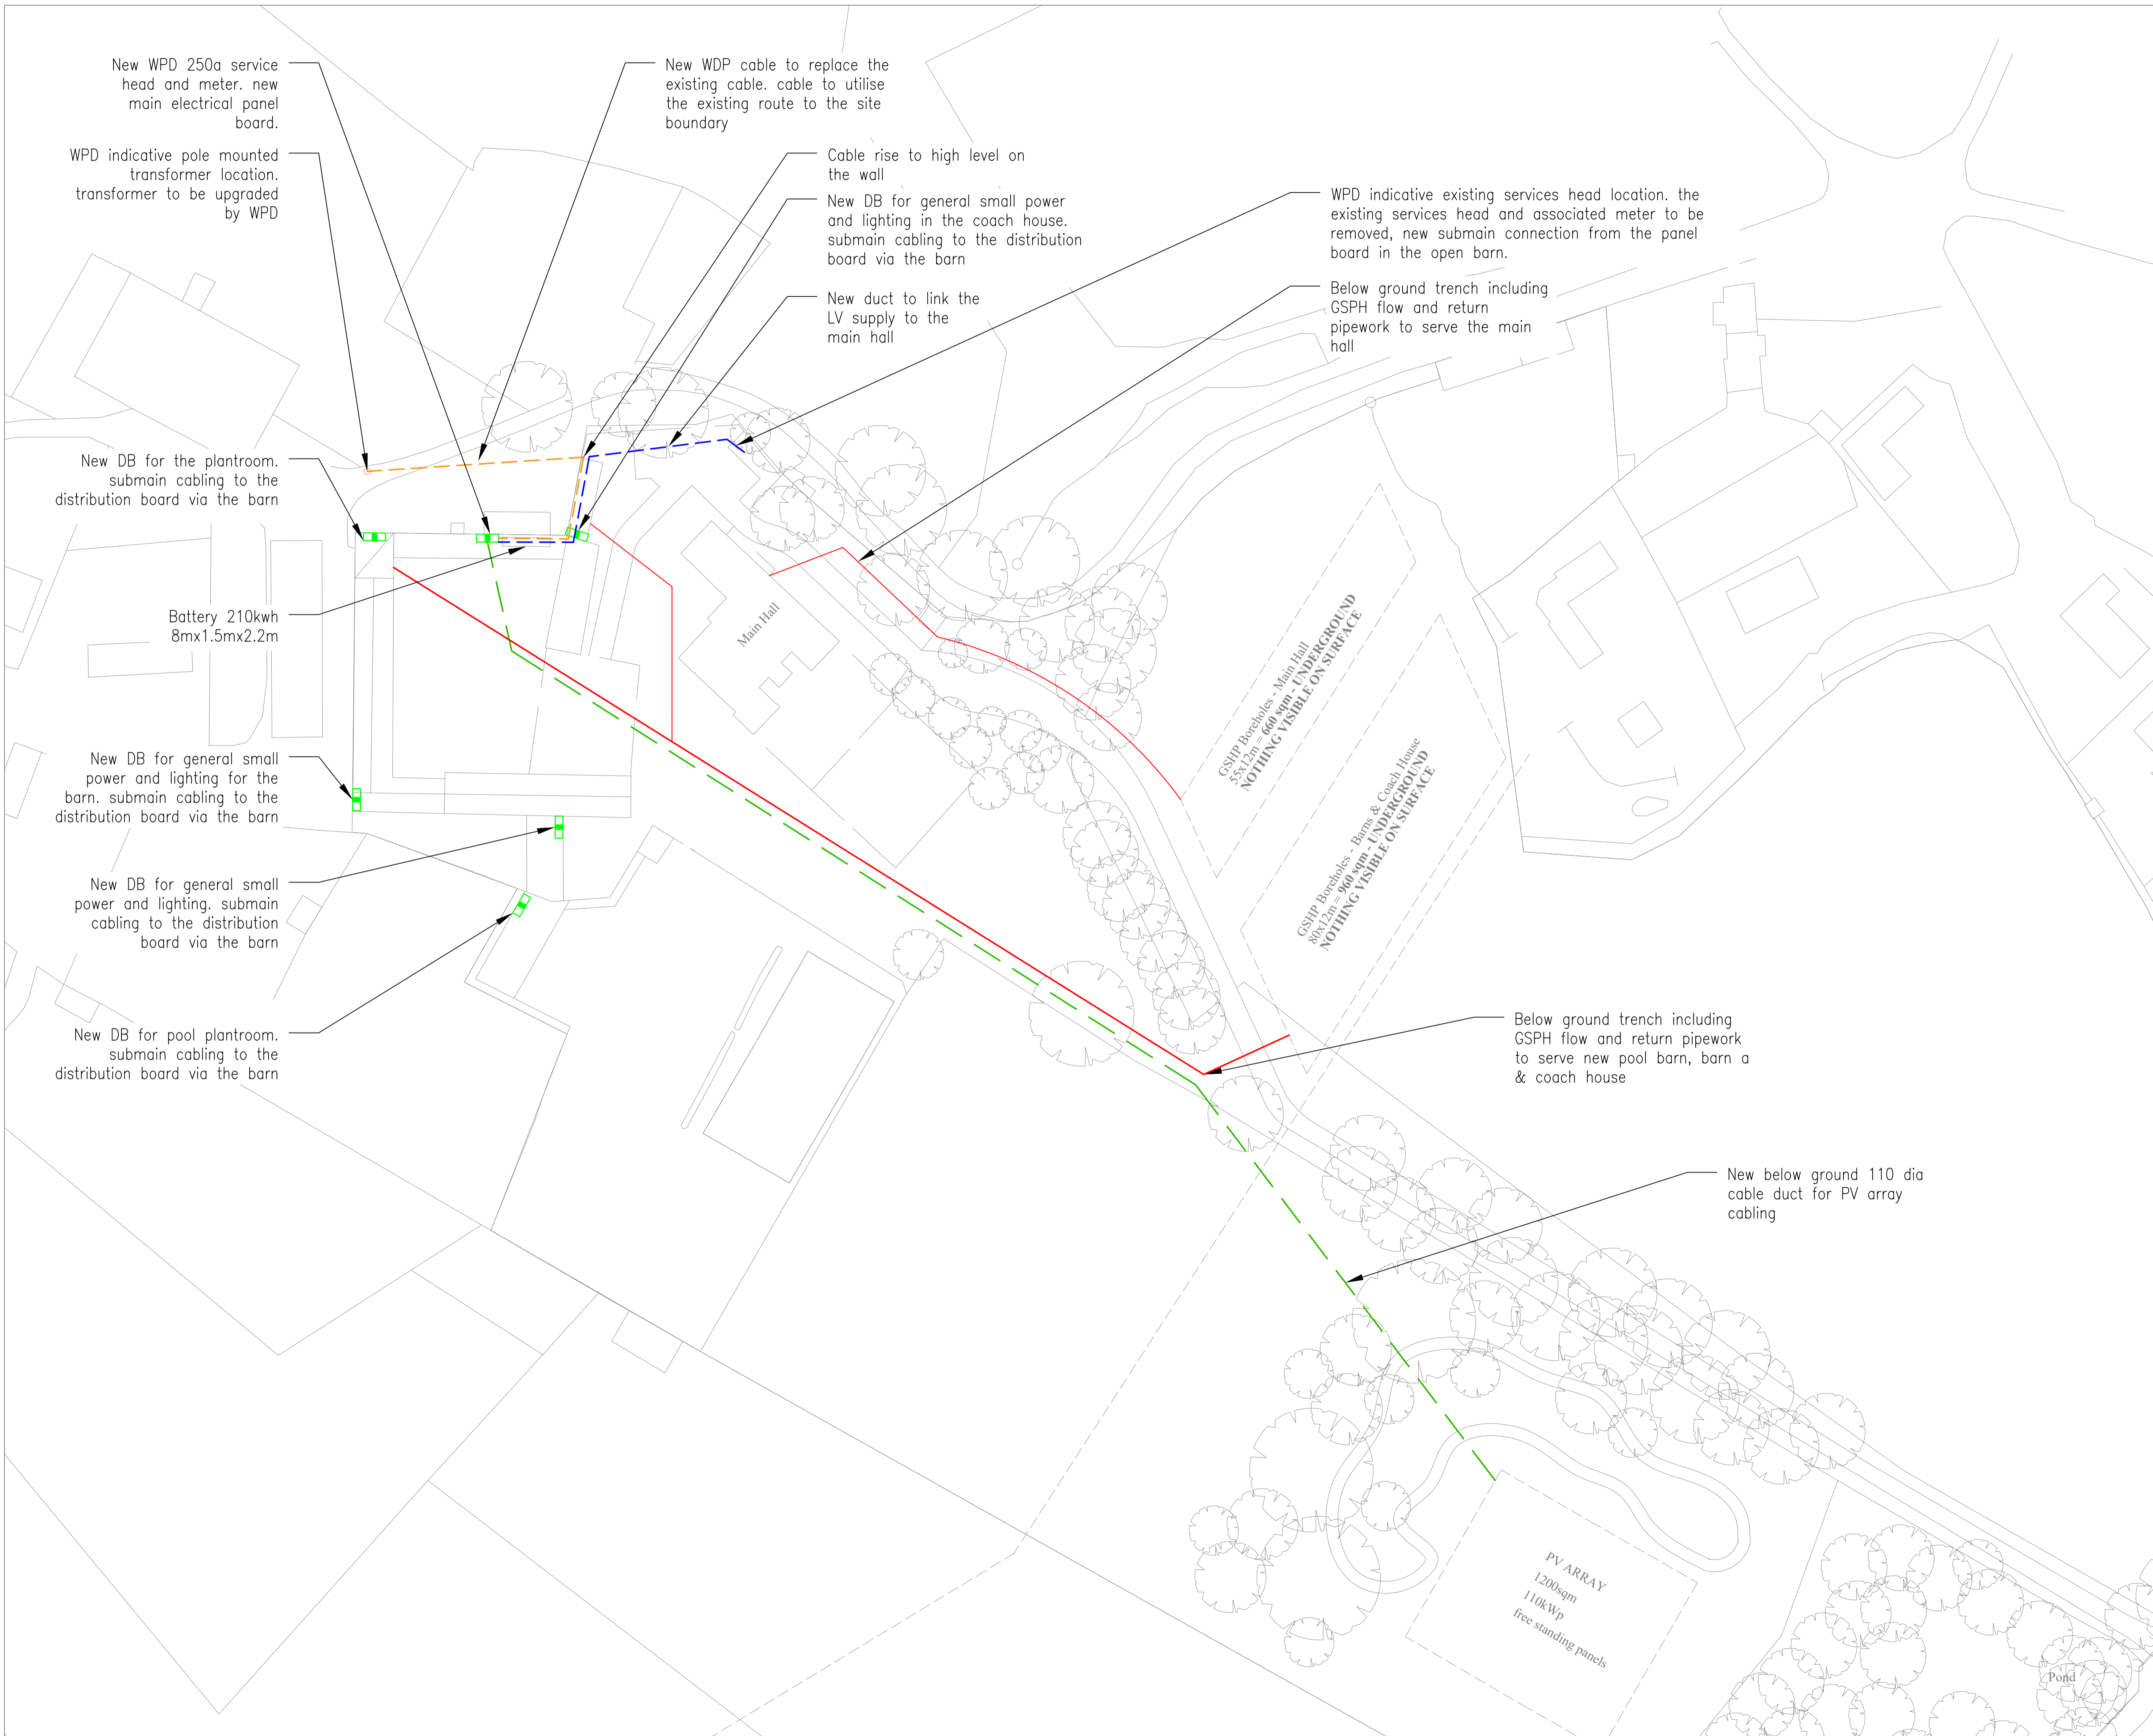 New WPD 250a service
head and meter. new
main electrical panel
board.
WPD indicative pole mounted
transformer location.
transformer to be upgraded
by WPD
New WDP cable to replace the
existing cable. cable to utilise
the existing route to the site
boundary
Cable rise to high level on
the wall
New DB for general small power
and lighting in the coach house.
submain cabling to the distribution
board via the barn
New duct to link the
LV supply to the
main hall
WPD indicative existing services head location. the
existing services head and associated meter to be
removed, new submain connection from the panel
board in the open barn.
Below ground trench including
GSPH flow and return
pipework to serve the main
hall
New DB for the plantroom.
submain cabling to the
distribution board via the barn
Battery 210kwh
8mx1.5mx2.2m
Main Hall
GSHP Boreholes - Main Hall
55x12m = 660 sqm - UNDERGROUND
NOTHING VISIBLE ON SURFACE
GSHP Boreholes - Barns & Coach House
80x12m = 960 sqm - UNDERGROUND
NOTHING VISIBLE ON SURFACE
New DB for general small
power and lighting for the
barn. submain cabling to the
distribution board via the barn
New DB for general small
power and lighting. submain
cabling to the distribution
board via the barn
New DB for pool plantroom.
submain cabling to the
distribution board via the barn
Below ground trench including
GSPH flow and return pipework
to serve new pool barn, barn a
& coach house
New below ground 110 dia
cable duct for PV array
cabling
PV ARRAY
1200sqm
110kWp
free standing panels
Pond